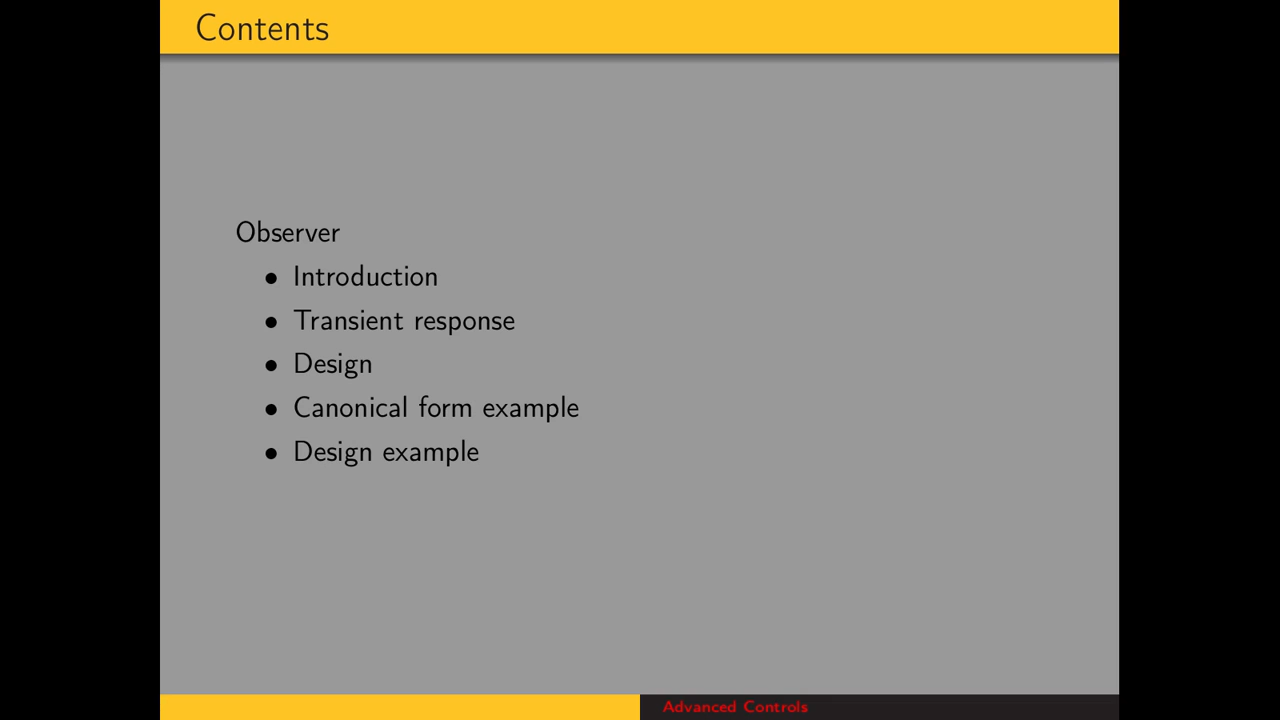 Contents
Observer
• Introduction
• Transient response
• Design
• Canonical form example
• Design example
Advanced Controls